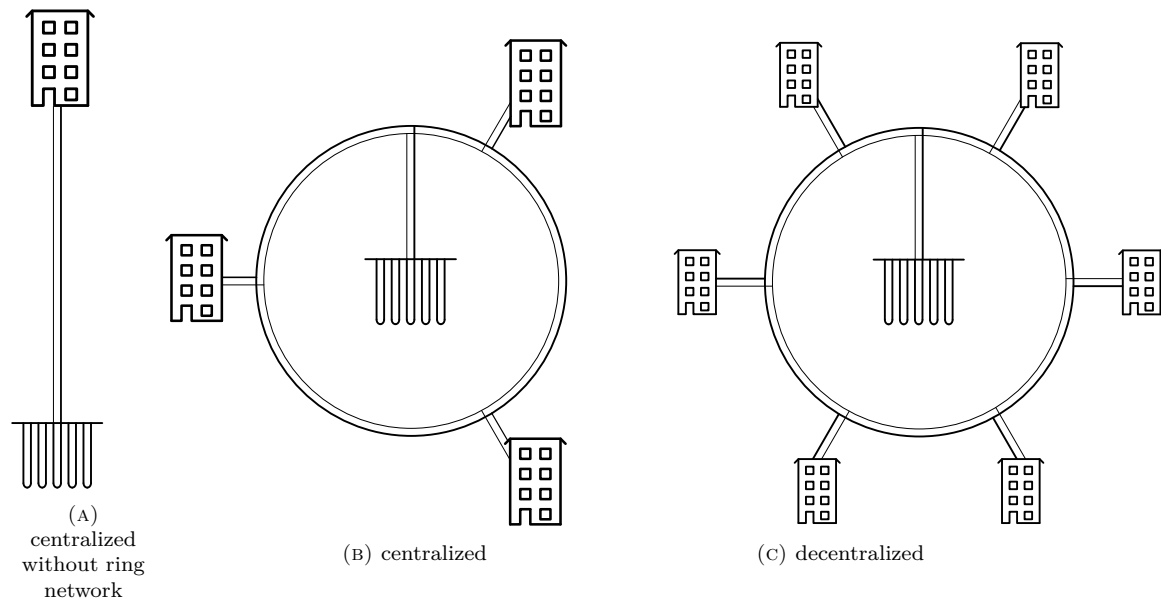 (A)
centralized
without ring
network
(B) centralized
(C) decentralized